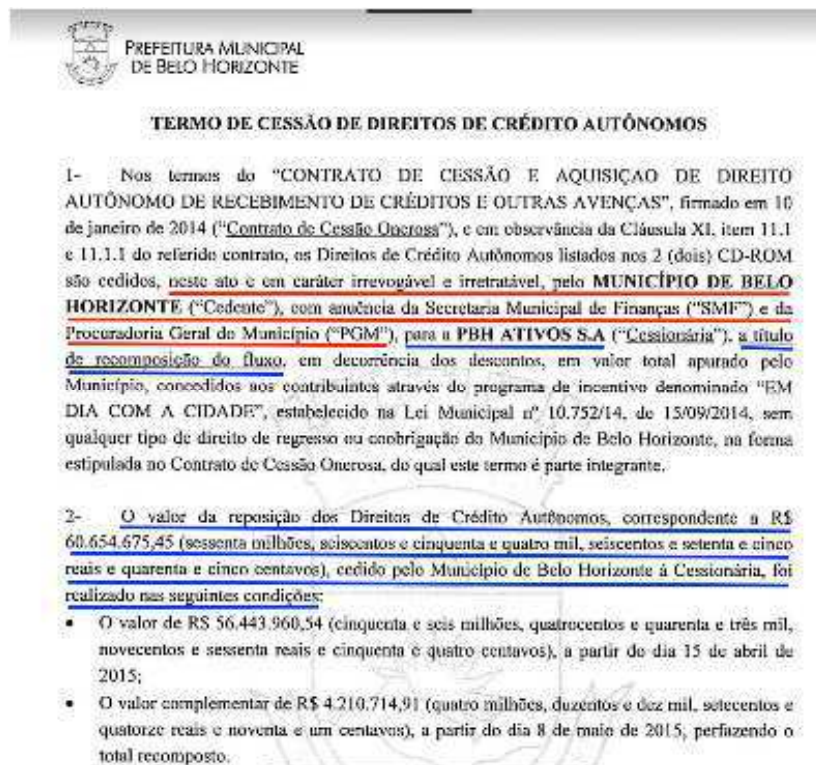 PREFEITURA MUNICIPAL
DE BELO HORIZONTE
TERMO DE CESSÃO DE DIREITOS DE CRÉDITO AUTÔNOMOS
1- Nos termos do “CONTRATO DE CESSÃO E AQUISIÇAO DE DIREITO
AUTÔNOMO DE RECEBIMENTO DE CRÉDITOS E OUTRAS AVENÇAS”, firmado em 10
de janeiro de 2014 (“Contrato de Cessão Onerosa”), e em observância da Cláusula XI, item 11.1
e 11.1.1 do referido contrato, os Direitos de Crédito Autônomos listados nos 2 (dois) CD-ROM
são cedidos, neste ato e em caráter irrevogável e irretratável, pelo MUNICÍPIO DE BELO
HORIZONTE (“Cedente”), com anuência da Secretaria Municipal de Finanças (“SMF”) e da
Procuradoria Geral do Município (“PGM”), para a PBH ATIVOS S.A (“Cessionária”), a título
de recomposição do fluxo, em decorrência dos descontos, em valor total apurado pelo
Município, concedidos aos contribuintes através do programa de incentivo denominado “EM
DIA COM A CIDADE”, estabelecido na Lei Municipal nº 10.752/14, de 15/09/2014, sem
qualquer tipo de direito de regresso ou coobrigação do Município de Belo Horizonte, na forma
estipulada no Contrato de Cessão Onerosa, do qual este termo é parte integrante.
2- O valor da reposição dos Direitos de Crédito Autônomos, correspondente a R$
60.654.675,45 (sessenta milhões, seiscentos e cinquenta e quatro mil, seiscentos e setenta e cinco
reais e quarenta e cinco centavos), cedido pelo Município de Belo Horizonte à Cessionária, foi
realizado nas seguintes condições:
• O valor de R$ 56.443.960,54 (cinquenta e seis milhões, quatrocentos e quarenta e três mil,
novecentos e sessenta reais e cinquenta e quatro centavos), a partir do dia 15 de abril de
2015;
• O valor complementar de R$ 4.210.714,91 (quatro milhões, duzentos e dez mil, setecentos e
quatorze reais e noventa e um centavos), a partir do dia 8 de maio de 2015, perfazendo o
total recomposto.